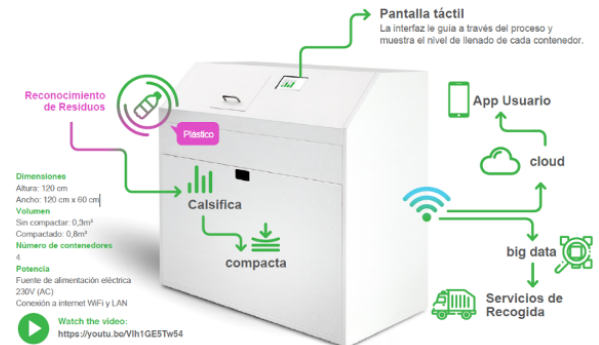 Pantalla táctil
La interfaz le guía a través del proceso y
muestra el nivel de llenado de cada contenedor.
Reconocimiento
de Residuos
Plástico
App Usuario
cloud
Calsifica
compacta
big data
Servicios de
Recogida
Dimensiones
Altura: 120 cm
Ancho: 120 cm x 60 cm
Volumen
Sin compactar: 0,3m³
Compactado: 0,8m³
Número de contenedores
4
Potencia
Fuente de alimentación eléctrica
230V (AC)
Conexión a internet WiFi y LAN
Watch the video:
https://youtu.be/VIh1GE5Tw54